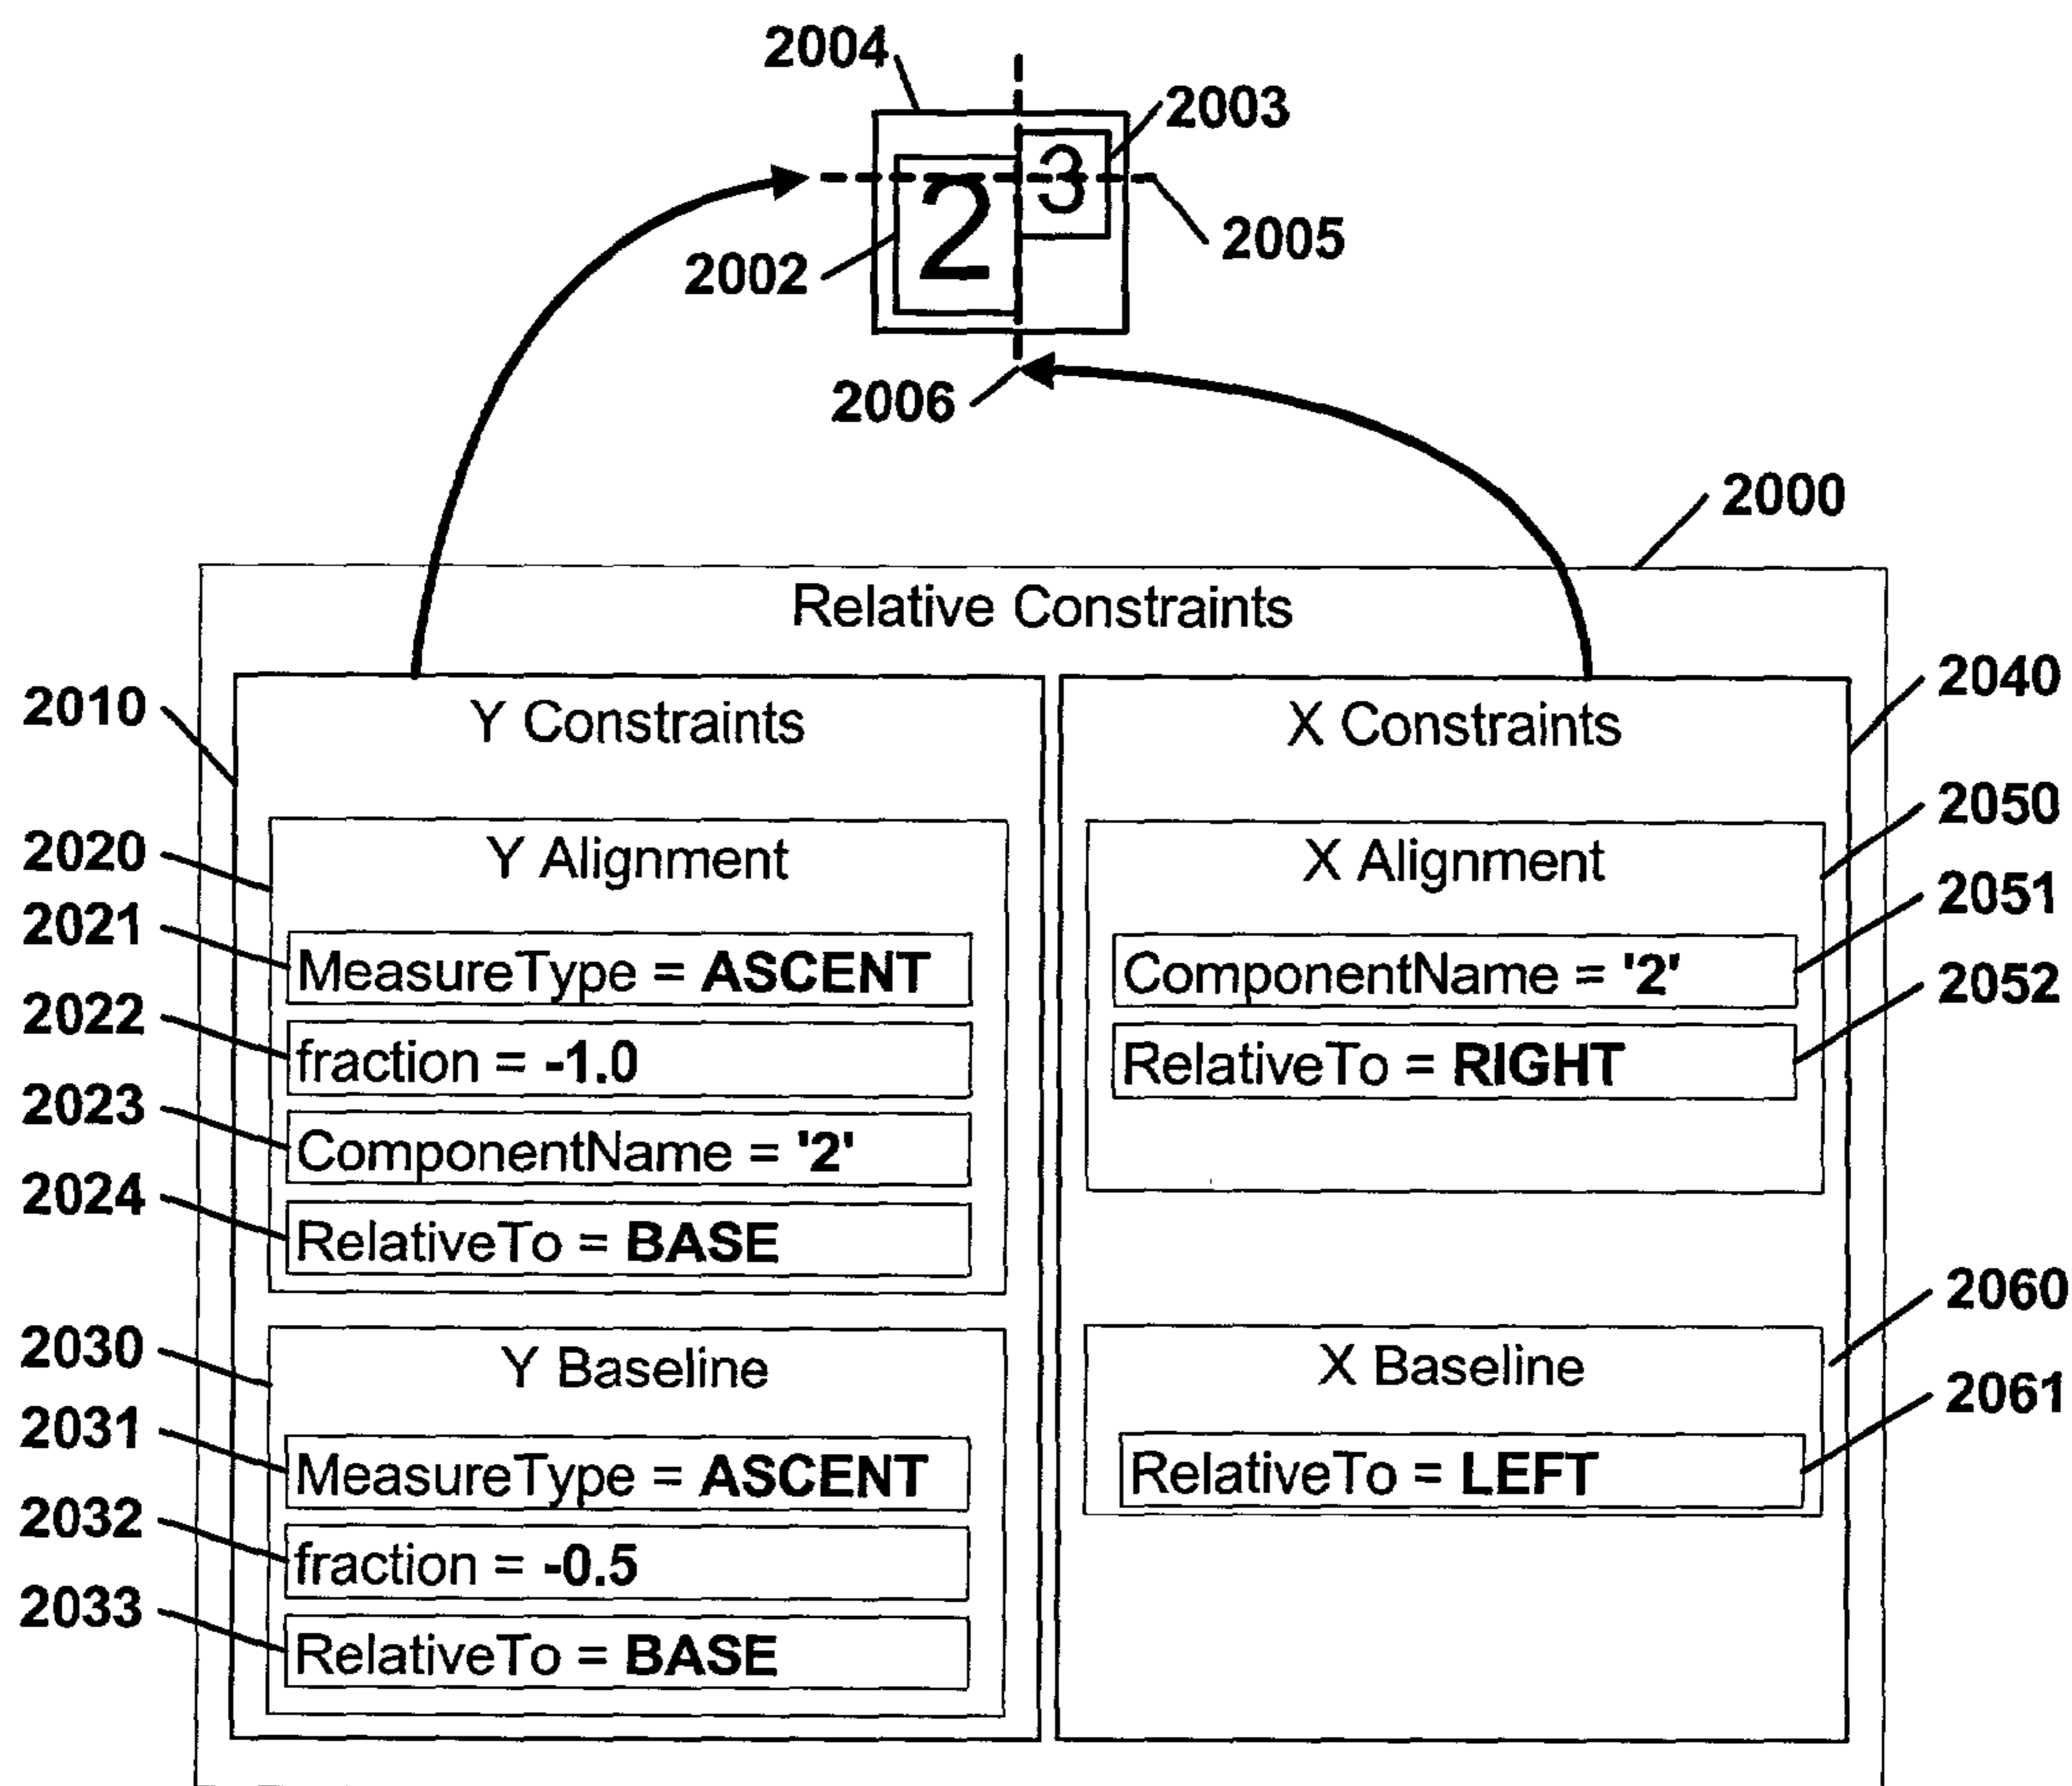 2004
2003
3
2
2005
2002
2006
2000
Relative Constraints
2010
Y Constraints
X Constraints
2040
2020
Y Alignment
X Alignment
2050
2021
MeasureType = ASCENT
ComponentName = '2'
2051
2022
fraction = -1.0
RelativeTo = RIGHT
2052
2023
ComponentName = '2'
2024
RelativeTo = BASE
2030
Y Baseline
X Baseline
2060
2031
MeasureType = ASCENT
RelativeTo = LEFT
2061
2032
fraction = -0.5
2033
RelativeTo = BASE